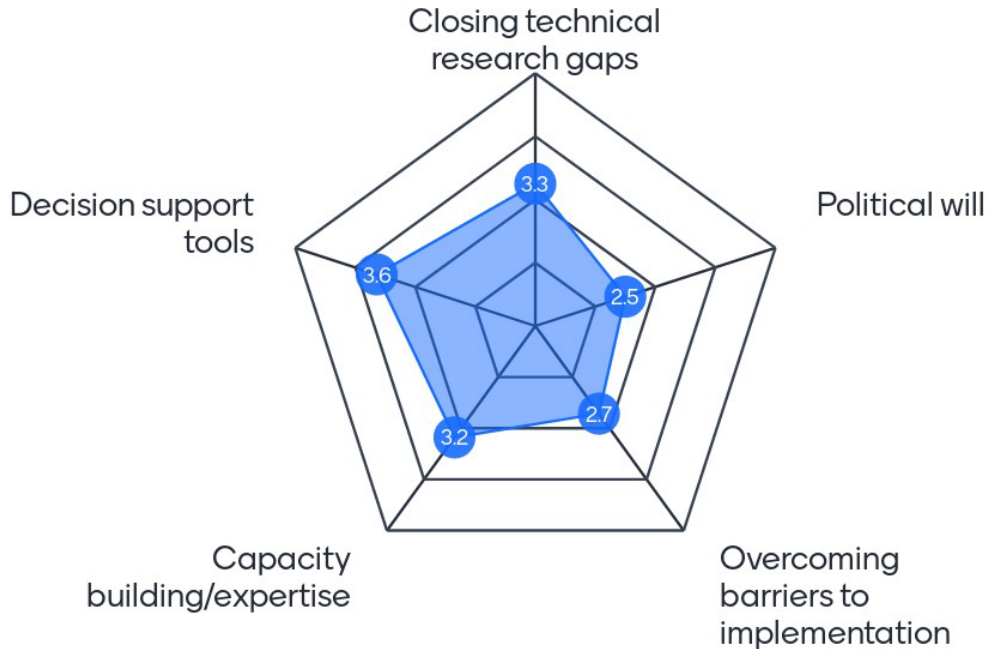 Closing technical
research gaps
3.3
Decision support
tools
Political will
3.6
2.5
2.7
3.2
Capacity
building/expertise
Overcoming
barriers to
implementation